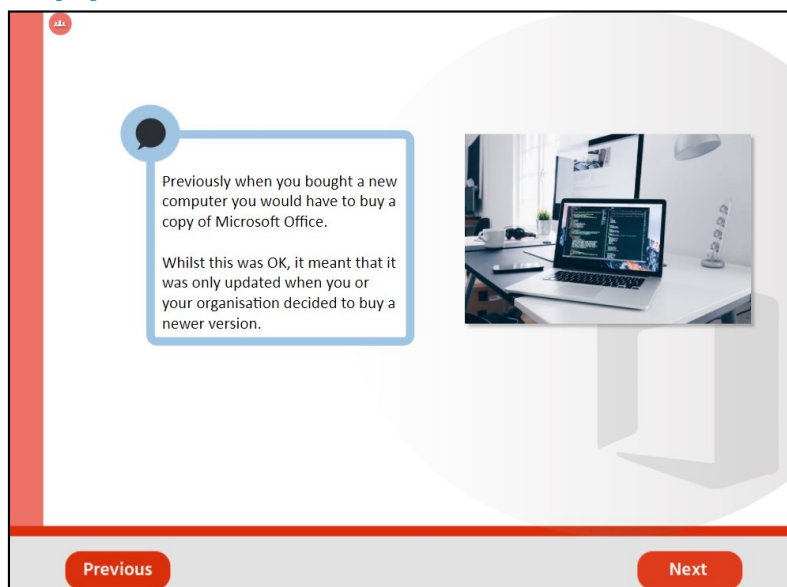 Previously when you bought a new
computer you would have to buy a
copy of Microsoft Office.
Whilst this was OK, it meant that it
was only updated when you or
your organisation decided to buy a
newer version.
Previous
Next